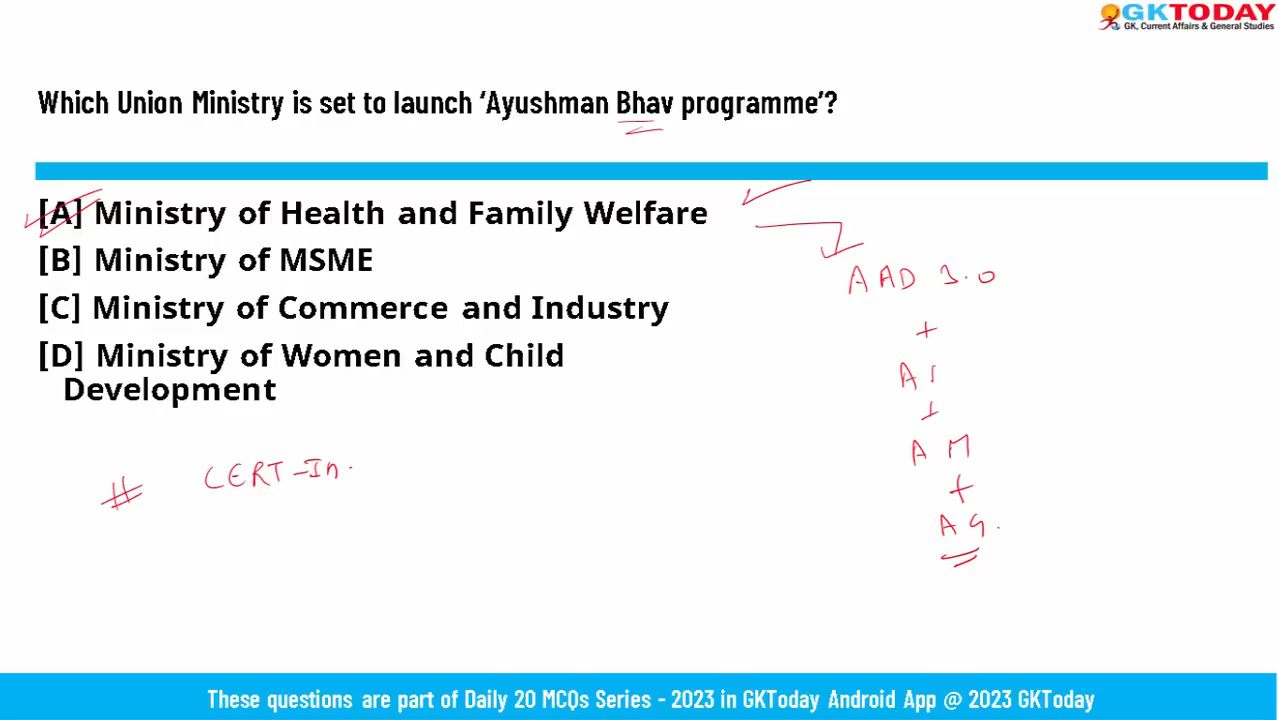 GKTODAY
GK, Current Affairs & General Studies
Which Union Ministry is set to launch ‘Ayushman Bhav programme’?
[A] Ministry of Health and Family Welfare
[B] Ministry of MSME
[C] Ministry of Commerce and Industry
[D] Ministry of Women and Child
Development
AAD 3.0
+
A
+
A M
+
A G.
# CERT-In.
These questions are part of Daily 20 MCQs Series - 2023 in GKToday Android App @ 2023 GKToday